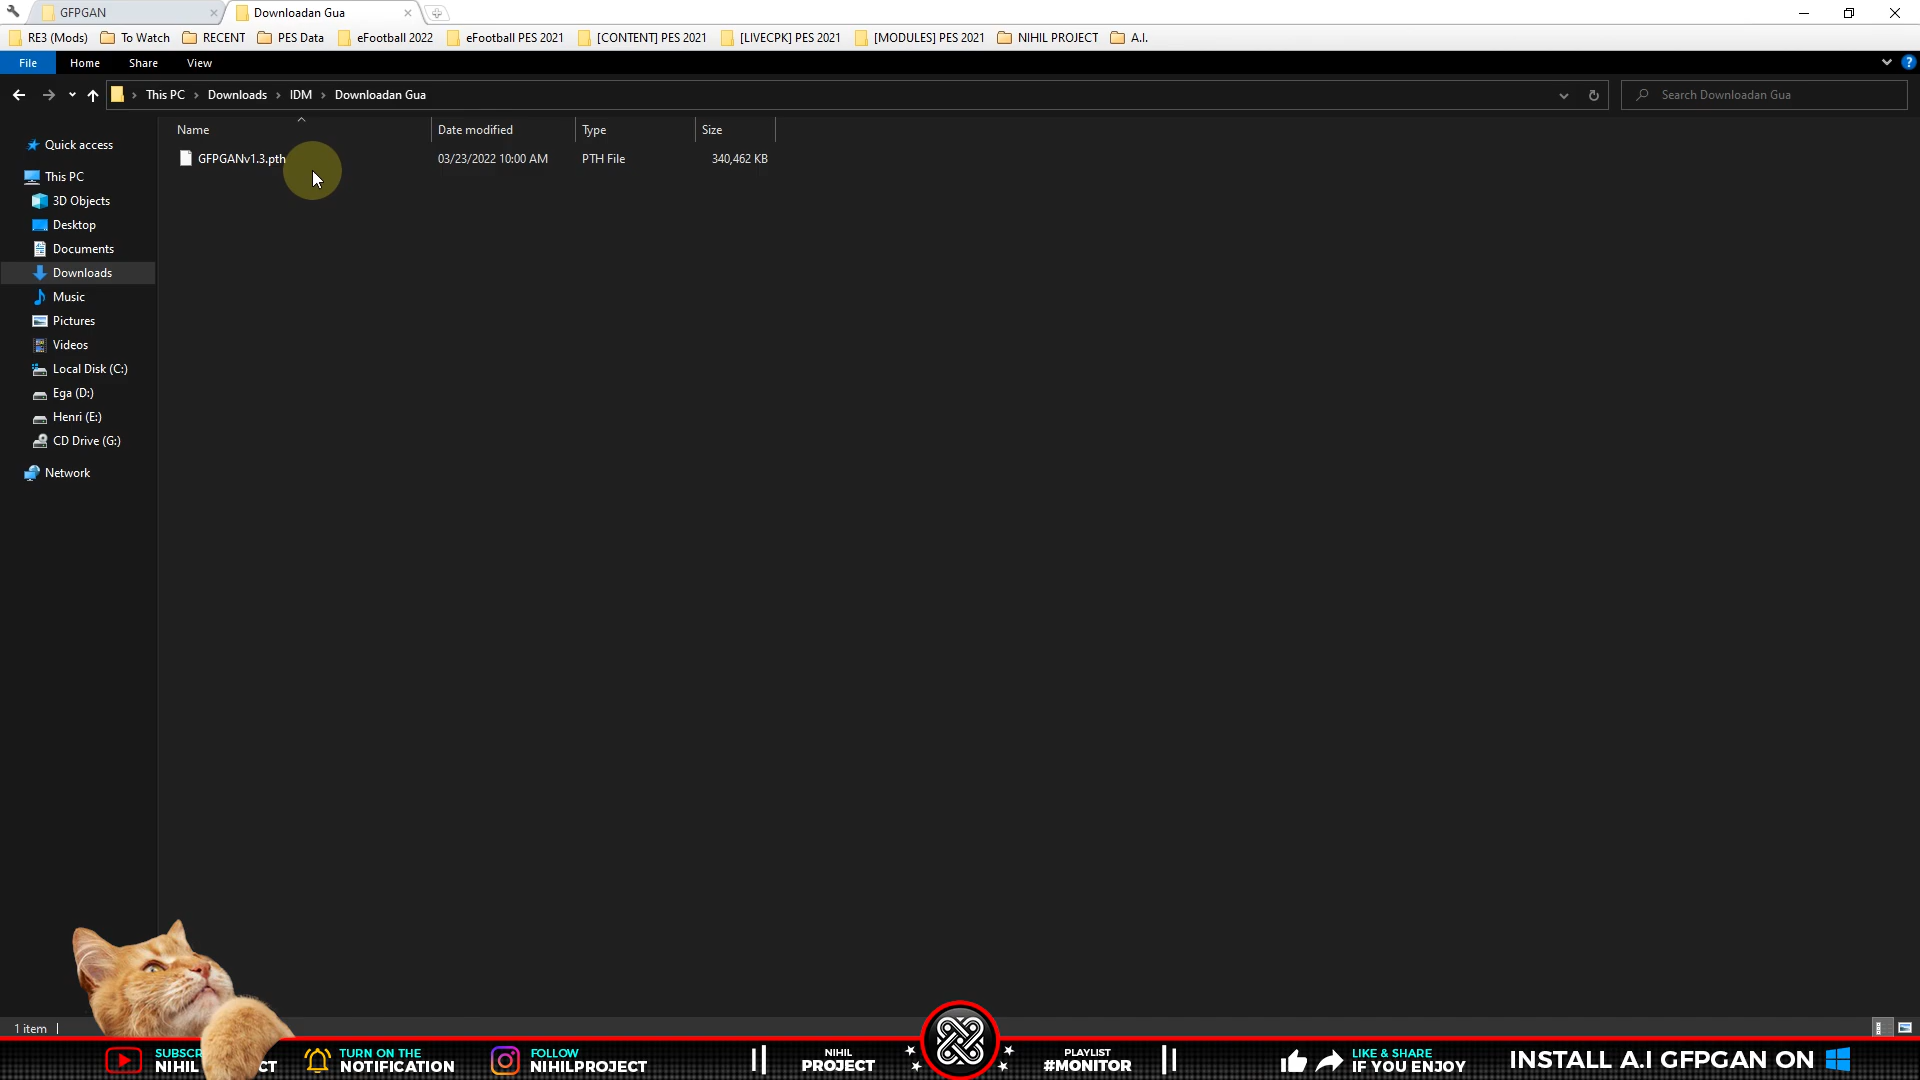 GFPGAN
Downloadan Gua
RE3 (Mods) To Watch RECENT PES Data eFootball 2022 eFootball PES 2021 [CONTENT] PES 2021 [LIVECPK] PES 2021 [MODULES] PES 2021 NIHIL PROJECT A.I.
File Home Share View
This PC > Downloads > IDM > Downloadan Gua
Search Downloadan Gua
Name Date modified Type Size
GFPGANv1.3.pth 03/23/2022 10:00 AM PTH File 340,462 KB
Quick access
This PC
3D Objects
Desktop
Documents
Downloads
Music
Pictures
Videos
Local Disk (C:)
Ega (D:)
Henri (E:)
CD Drive (G:)
Network
1 item
SUBSCR
NIHIL CT
TURN ON THE
NOTIFICATION
FOLLOW
NIHILPROJECT
NIHIL
PROJECT
PLAYLIST
#MONITOR
LIKE & SHARE
IF YOU ENJOY
INSTALL A.I GFPGAN ON